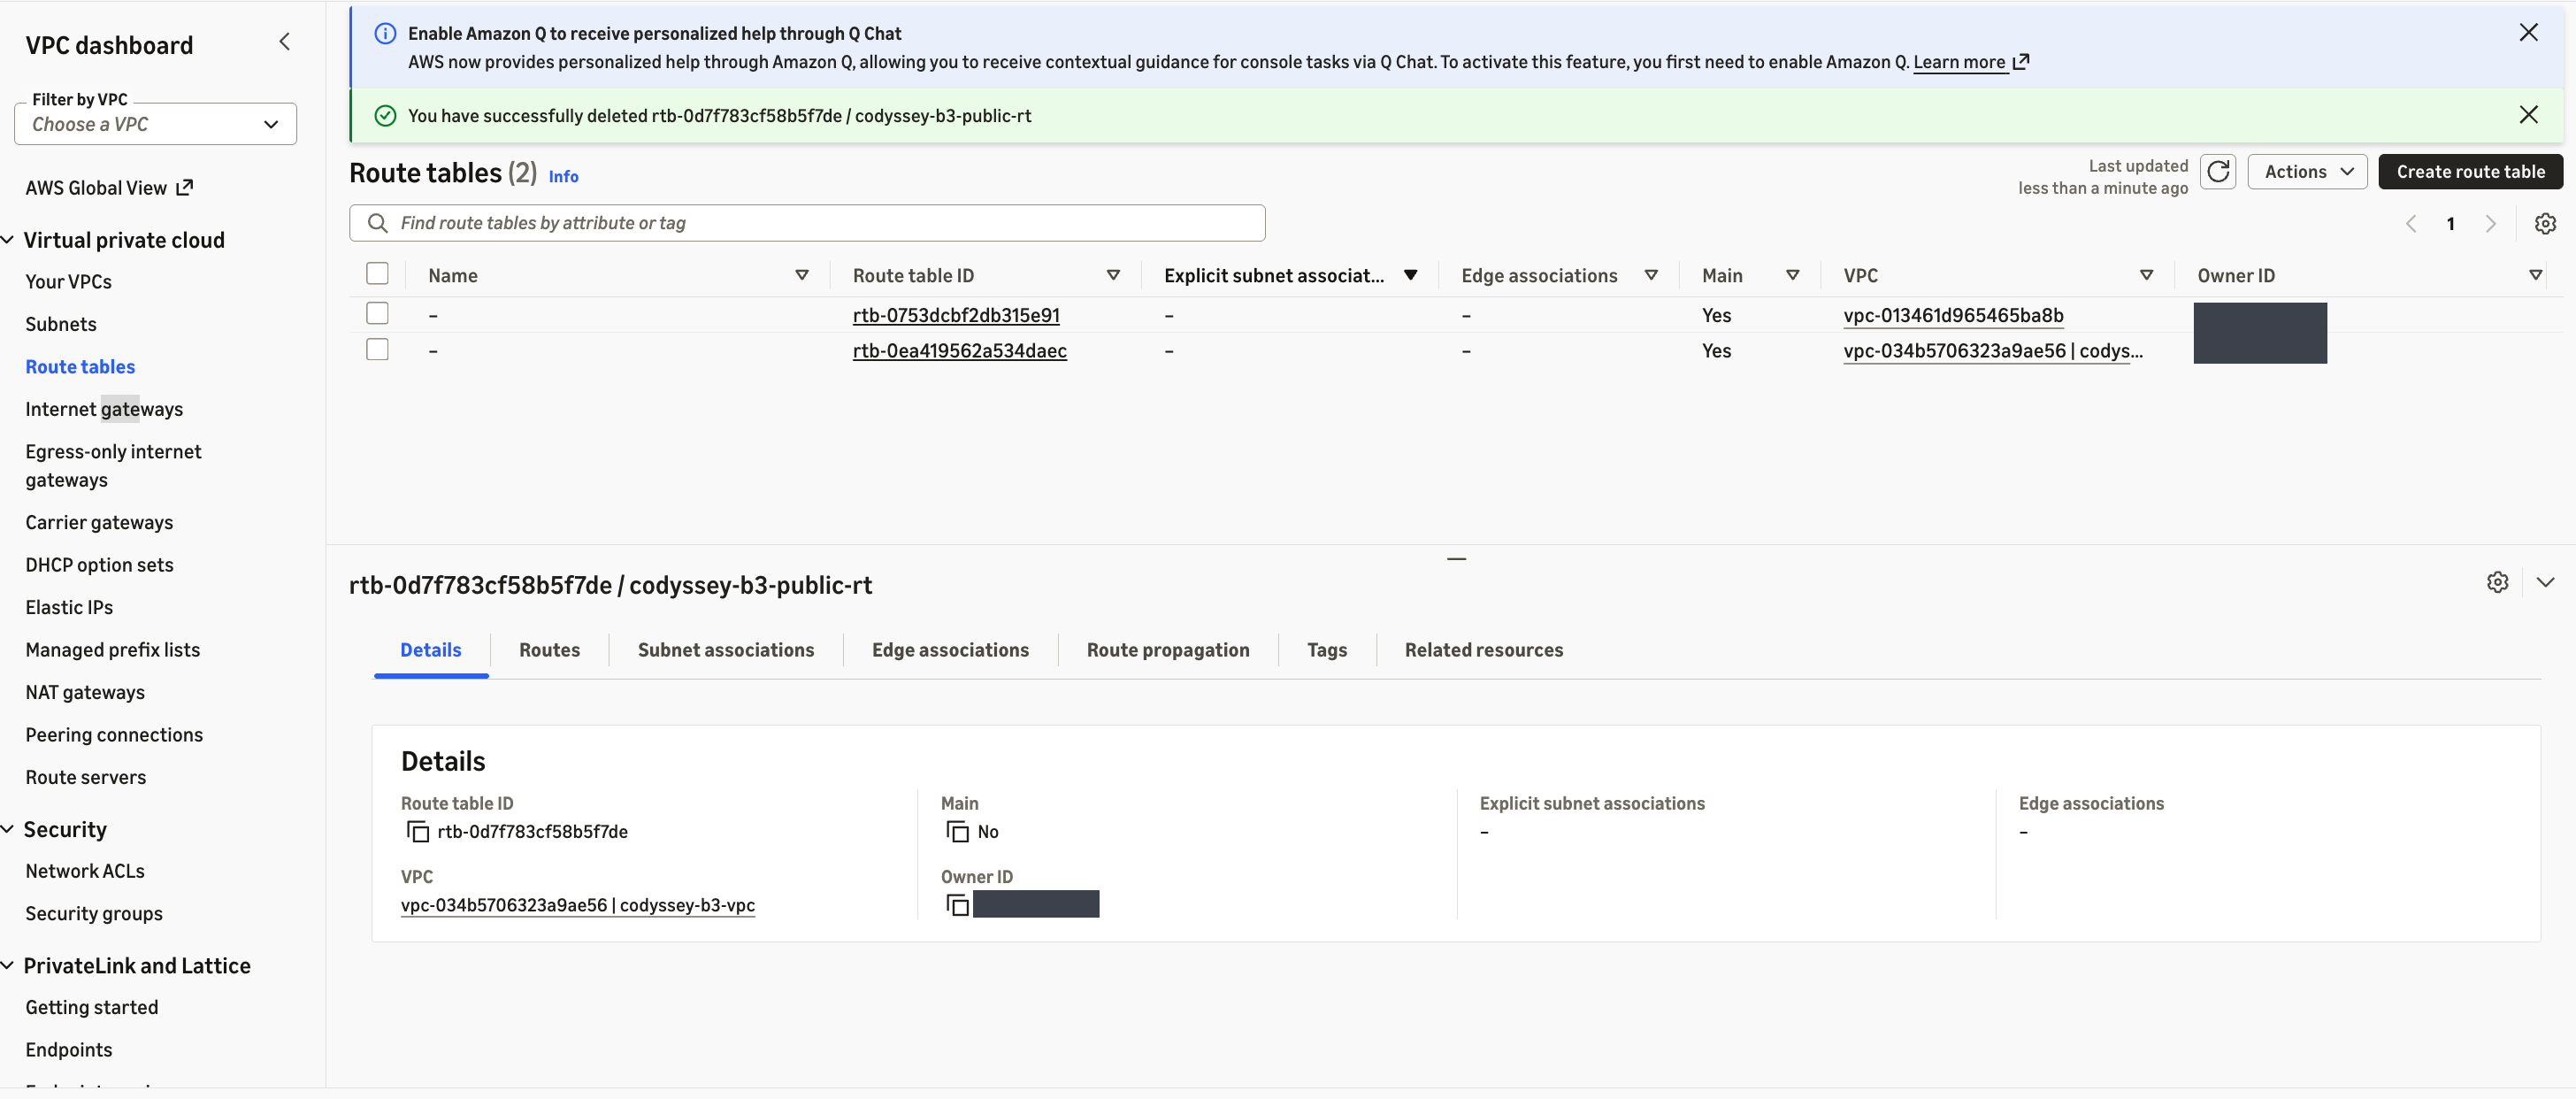 VPC dashboard
Filter by VPC
Choose a VPC
AWS Global View
Virtual private cloud
Your VPCs
Subnets
Route tables
Internet gateways
Egress-only internet
gateways
Carrier gateways
DHCP option sets
Elastic IPs
Managed prefix lists
NAT gateways
Peering connections
Route servers
Security
Network ACLs
Security groups
PrivateLink and Lattice
Getting started
Endpoints
Enable Amazon Q to receive personalized help through Q Chat
AWS now provides personalized help through Amazon Q, allowing you to receive contextual guidance for console tasks via Q Chat. To activate this feature, you first need to enable Amazon Q. Learn more
You have successfully deleted rtb-0d7f783cf58b5f7de / codyssey-b3-public-rt
Route tables (2) Info
Last updated
less than a minute ago
Actions
Create route table
Find route tables by attribute or tag
1
Name Route table ID Explicit subnet associat... Edge associations Main VPC Owner ID
– rtb-0753dcbf2db315e91 – – Yes vpc-013461d965465ba8b
– rtb-0ea419562a534daec – – Yes vpc-034b5706323a9ae56 | codys...
rtb-0d7f783cf58b5f7de / codyssey-b3-public-rt
Details Routes Subnet associations Edge associations Route propagation Tags Related resources
Details
Route table ID
rtb-0d7f783cf58b5f7de
Main
No
Explicit subnet associations
–
Edge associations
–
VPC
vpc-034b5706323a9ae56 | codyssey-b3-vpc
Owner ID